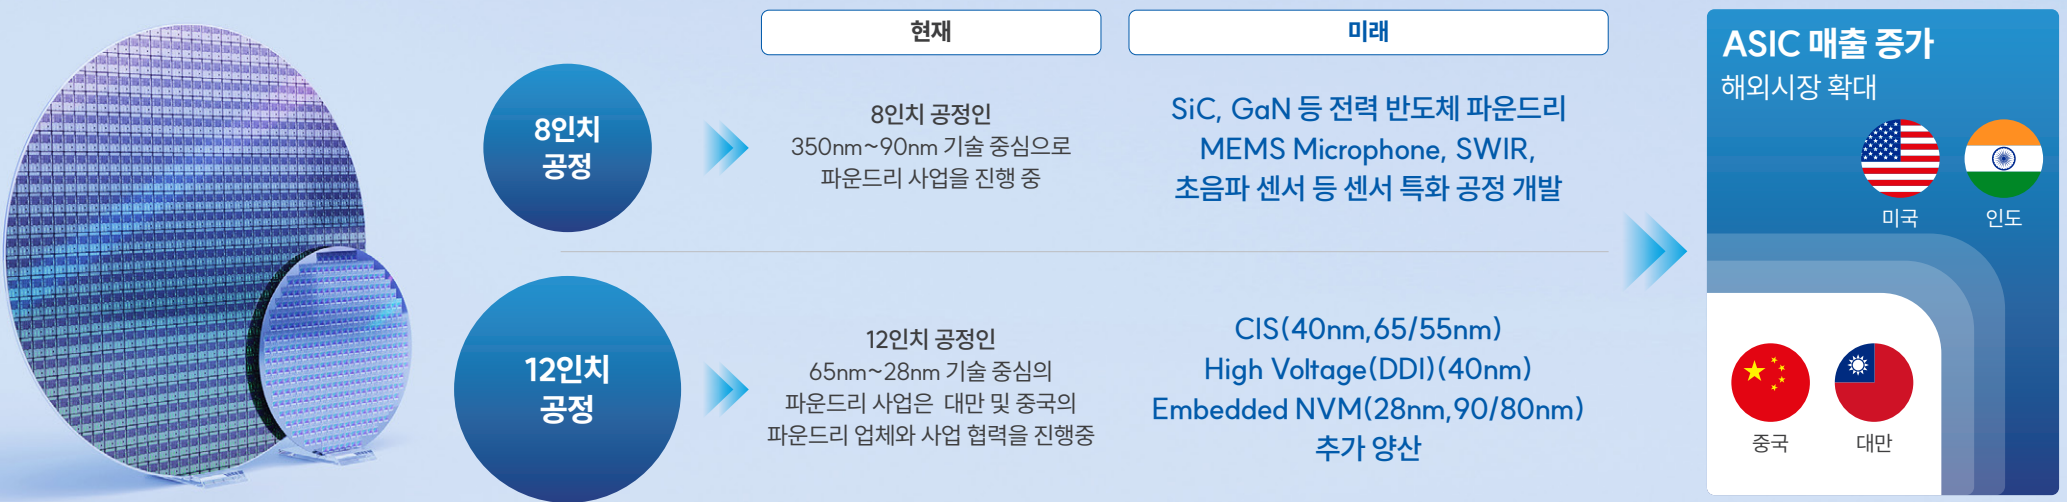 현재
미래
8인치
공정
8인치 공정인
350nm~90nm 기술 중심으로
파운드리 사업을 진행 중
SiC, GaN 등 전력 반도체 파운드리
MEMS Microphone, SWIR,
초음파 센서 등 센서 특화 공정 개발
12인치
공정
12인치 공정인
65nm~28nm 기술 중심의
파운드리 사업은 대만 및 중국의
파운드리 업체와 사업 협력을 진행중
CIS(40nm,65/55nm)
High Voltage(DDI)(40nm)
Embedded NVM(28nm,90/80nm)
추가 양산
ASIC 매출 증가
해외시장 확대
미국
인도
중국
대만